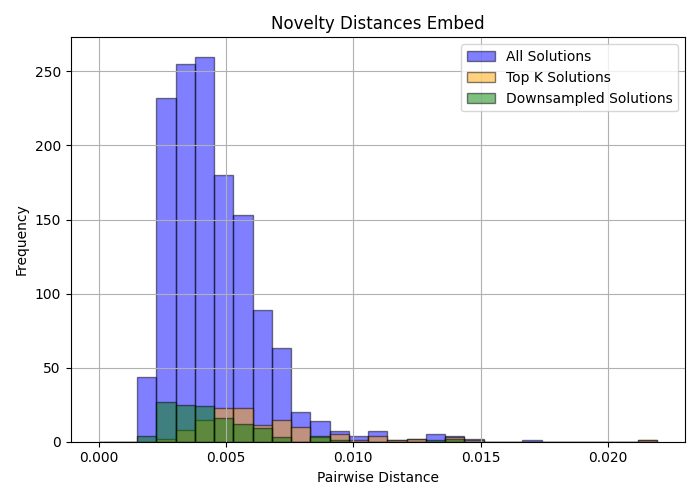 Novelty Distances Embed
All Solutions
Top K Solutions
Downsampled Solutions
Frequency
250
200
150
100
50
0
0.000 0.005 0.010 0.015 0.020
Pairwise Distance